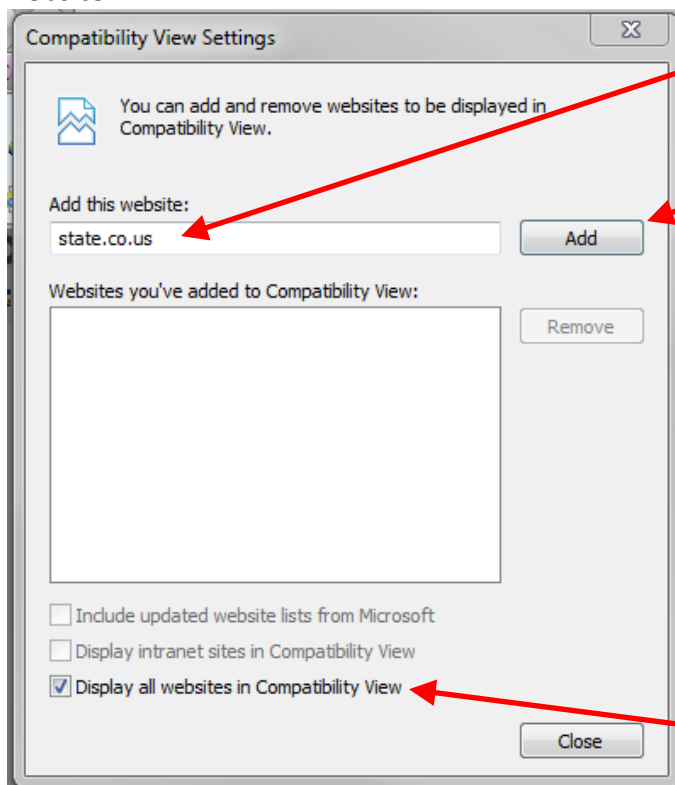 Compatibility View Settings
You can add and remove websites to be displayed in
Compatibility View.
Add this website:
state.co.us
Add
Websites you've added to Compatibility View:
Remove
Include updated website lists from Microsoft
Display intranet sites in Compatibility View
Display all websites in Compatibility View
Close